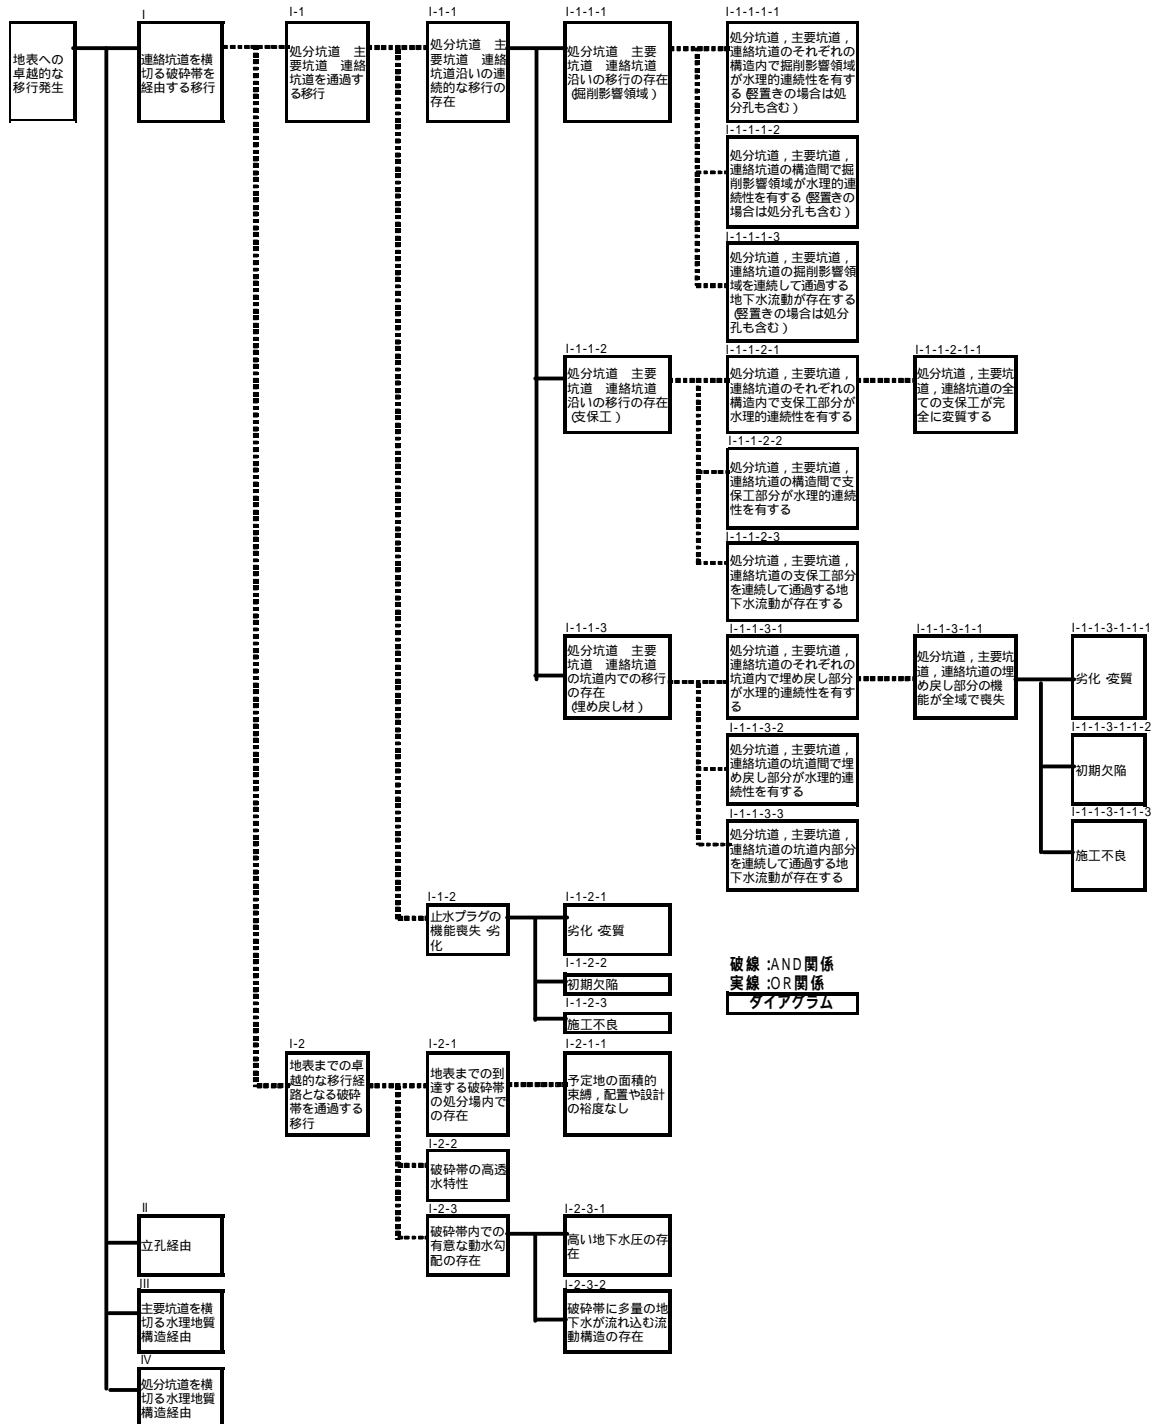 地表への
卓越的な
移行発生
I
連絡坑道を横
切る破砕帯を
経由する移行
I-1
処分坑道 主
要坑道 連絡
坑道を通過す
る移行
I-1-1
処分坑道 主
要坑道 連絡
坑道沿いの連
続的な移行の
存在
I-1-1-1
処分坑道 主要
坑道 連絡坑道
沿いの移行の存在
(掘削影響領域)
I-1-1-1-1
処分坑道，主要坑道，
連絡坑道のそれぞれの
構造内で掘削影響領域
が水理的連続性を有す
る(竪置きの場合は処
分孔も含む)
I-1-1-1-2
処分坑道，主要坑道，
連絡坑道の構造間で掘
削影響領域が水理的連
続性を有する(竪置きの
場合は処分孔も含む)
I-1-1-1-3
処分坑道，主要坑道，
連絡坑道の掘削影響領
域を連続して通過する
地下水流動が存在する
(竪置きの場合は処分
孔も含む)
I-1-1-2
処分坑道 主要
坑道 連絡坑道
沿いの移行の存在
(支保工)
I-1-1-2-1
処分坑道，主要坑道，
連絡坑道のそれぞれの
構造内で支保工部分が
水理的連続性を有する
I-1-1-2-1-1
処分坑道，主要坑
道，連絡坑道の全
ての支保工が完
全に変質する
I-1-1-2-2
処分坑道，主要坑道，
連絡坑道の構造間で支
保工部分が水理的連続
性を有する
I-1-1-2-3
処分坑道，主要坑道，
連絡坑道の支保工部分
を連続して通過する地
下水流動が存在する
I-1-1-3
処分坑道 主要
坑道 連絡坑道
の坑道内での移行
の存在
(埋め戻し材)
I-1-1-3-1
処分坑道，主要坑道，
連絡坑道のそれぞれの
坑道内で埋め戻し部分
が水理的連続性を有す
る
I-1-1-3-1-1
処分坑道，主要坑
道，連絡坑道の埋
め戻し部分の機
能が全域で喪失
I-1-1-3-1-1-1
劣化・変質
I-1-1-3-1-1-2
初期欠陥
I-1-1-3-1-1-3
施工不良
I-1-1-3-2
処分坑道，主要坑道，
連絡坑道の坑道間で埋
め戻し部分が水理的連
続性を有する
I-1-1-3-3
処分坑道，主要坑道，
連絡坑道の坑道内部分
を連続して通過する地
下水流動が存在する
I-1-2
止水プラグの
機能喪失・劣
化
I-1-2-1
劣化・変質
I-1-2-2
初期欠陥
I-1-2-3
施工不良
破線:AND関係
実線:OR関係
ダイアグラム
I-2
地表までの卓
越的な移行経
路となる破砕
帯を通過する
移行
I-2-1
地表までの到
達する破砕帯
の処分場内で
の存在
I-2-1-1
予定地の面積的
束縛，配置や設計
の裕度なし
I-2-2
破砕帯の高透
水特性
I-2-3
破砕帯内での
有意な動水勾
配の存在
I-2-3-1
高い地下水圧の存
在
I-2-3-2
破砕帯に多量の地
下水が流れ込む流
動構造の存在
II
立孔経由
III
主要坑道を横
切る水理地質
構造経由
IV
処分坑道を横
切る水理地質
構造経由